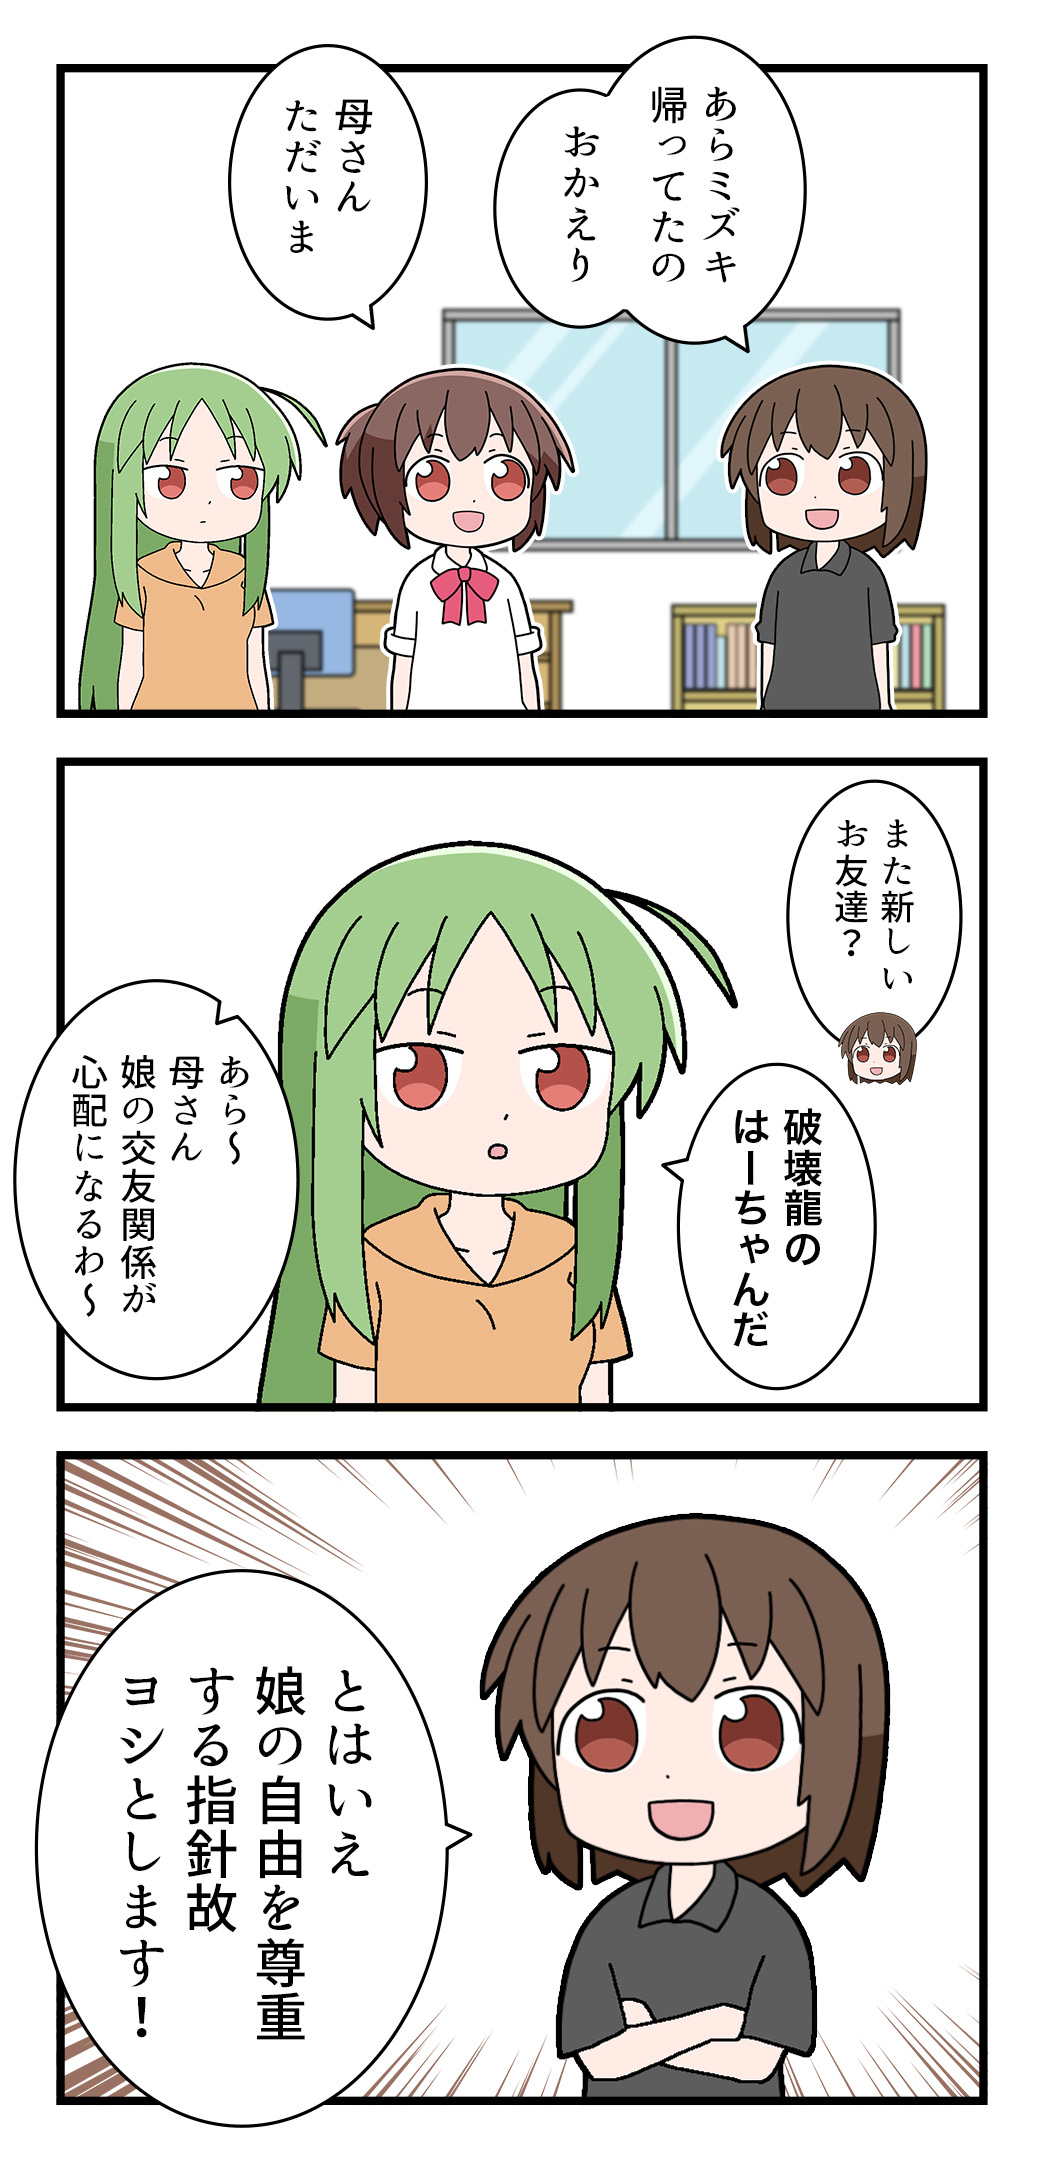 あらミズキ
帰ってたの
おかえり
母さん
ただいま
また新しい
お友達？
破壊龍の
はーちゃんだ
あら～
母さん
娘の交友関係が
心配になるわ～
とはいえ
娘の自由を尊重
する指針故
ヨシとします！